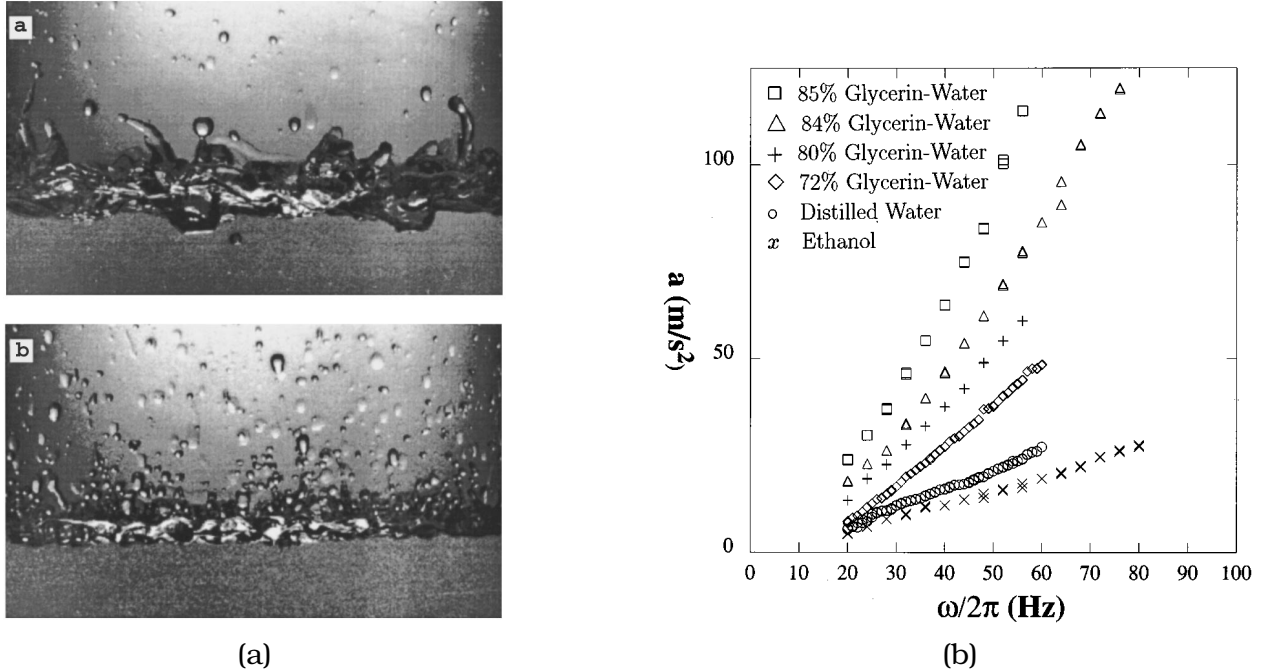 a
b
(a)
□ 85% Glycerin-Water
△ 84% Glycerin-Water
+ 80% Glycerin-Water
◇ 72% Glycerin-Water
○ Distilled Water
x Ethanol
a (m/s²)
100
50
0
0 10 20 30 40 50 60 70 80 90 100
ω/2π (Hz)
(b)